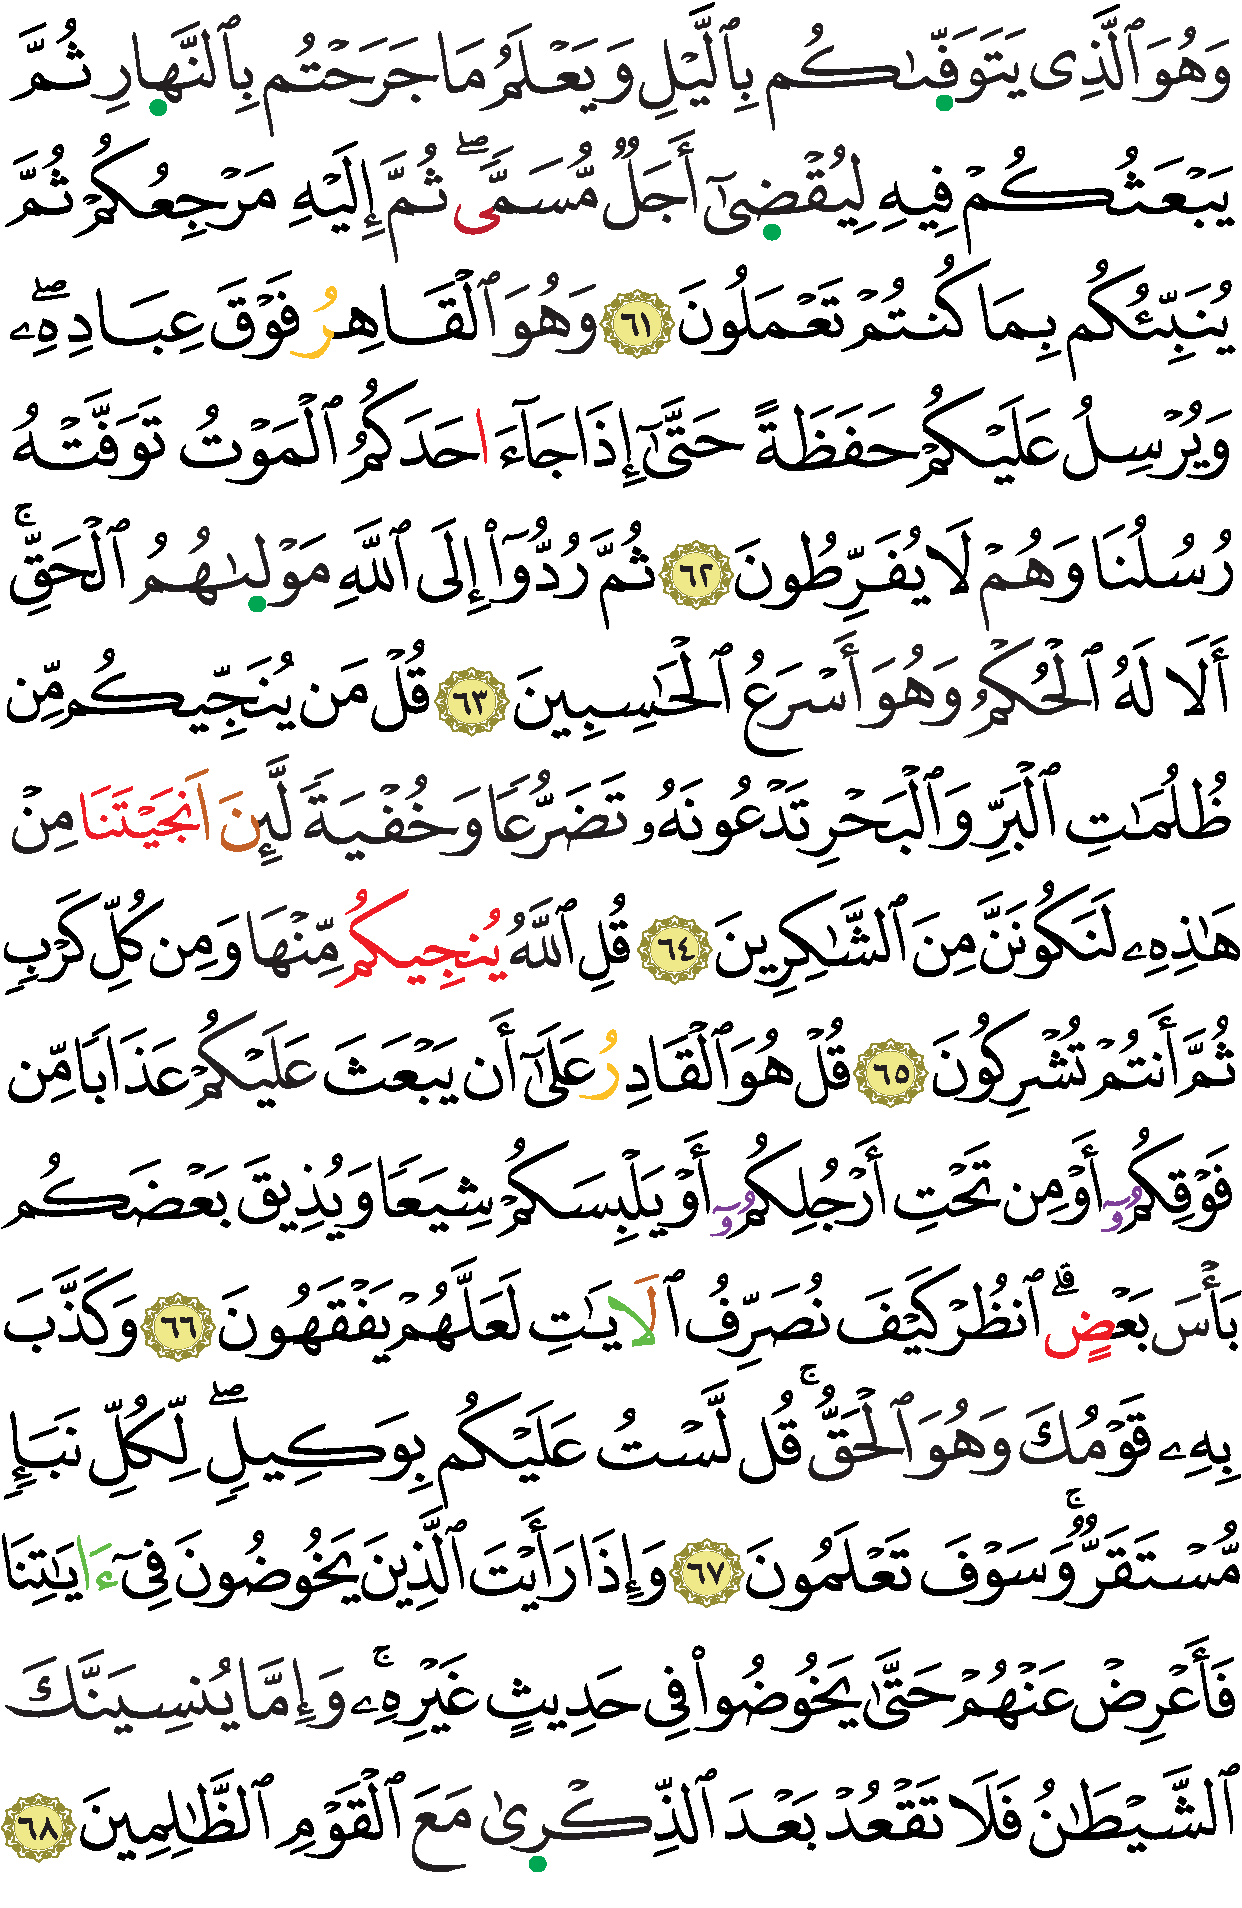 وَهُوَ ٱلَّذِى يَتَوَفَّىٰكُم بِٱلَّيْلِ وَيَعْلَمُ مَا جَرَحْتُم بِٱلنَّهَارِ ثُمَّ
يَبْعَثُكُمْ فِيهِ لِيُقْضِىٰٓ أَجَلٌ مُّسَمًّىۖ ثُمَّ إِلَيْهِ مَرْجِعُكُمْ ثُمَّ
يُنَبِّئُكُم بِمَا كُنتُمْ تَعْمَلُونَ ٦١ وَهُوَ ٱلْقَاهِرُ فَوْقَ عِبَادِهِۦۖ
وَيُرْسِلُ عَلَيْكُمْ حَفَظَةً حَتَّىٰٓ إِذَا جَآءَ احَدَكُمُ ٱلْمَوْتُ تَوَفَّتْهُ
رُسُلُنَا وَهُمْ لَا يُفَرِّطُونَ ٦٢ ثُمَّ رُدُّوٓا۟ إِلَى ٱللَّهِ مَوْلَىٰهُمُ ٱلْحَقِّۚ
أَلَا لَهُ ٱلْحُكْمُ وَهُوَ أَسْرَعُ ٱلْحَـٰسِبِينَ ٦٣ قُلْ مَن يُنَجِّيكُم مِّن
ظُلُمَـٰتِ ٱلْبَرِّ وَٱلْبَحْرِ تَدْعُونَهُۥ تَضَرُّعًا وَخُفْيَةً لَّئِنَ اَنجَيْتَنَا مِنْ
هَـٰذِهِۦ لَنَكُونَنَّ مِنَ ٱلشَّـٰكِرِينَ ٦٤ قُلِ ٱللَّهُ يُنجِيكُم مِّنْهَا وَمِن كُلِّ كَرْبٍ
ثُمَّ أَنتُمْ تُشْرِكُونَ ٦٥ قُلْ هُوَ ٱلْقَادِرُ عَلَىٰٓ أَن يَبْعَثَ عَلَيْكُمْ عَذَابًا مِّن
فَوْقِكُمُۥٓ أَوْ مِن تَحْتِ أَرْجُلِكُمُۥٓ أَوْ يَلْبِسَكُمْ شِيَعًا وَيُذِيقَ بَعْضَكُم
بَأْسَ بَعْضٍۗ ٱنظُرْ كَيْفَ نُصَرِّفُ ٱلَايَـٰتِ لَعَلَّهُمْ يَفْقَهُونَ ٦٦ وَكَذَّبَ
بِهِۦ قَوْمُكَ وَهُوَ ٱلْحَقُّۚ قُل لَّسْتُ عَلَيْكُم بِوَكِيلٍۖ لِّكُلِّ نَبَإٍ
مُّسْتَقَرٌّۚ وَسَوْفَ تَعْلَمُونَ ٦٧ وَإِذَا رَأَيْتَ ٱلَّذِينَ يَخُوضُونَ فِىٓ ءَايَـٰتِنَا
فَأَعْرِضْ عَنْهُمْ حَتَّىٰ يَخُوضُوا۟ فِى حَدِيثٍ غَيْرِهِۦۚ وَإِمَّا يُنسِيَنَّكَ
ٱلشَّيْطَـٰنُ فَلَا تَقْعُدْ بَعْدَ ٱلذِّكْرِىٰ مَعَ ٱلْقَوْمِ ٱلظَّـٰلِمِينَ ٦٨